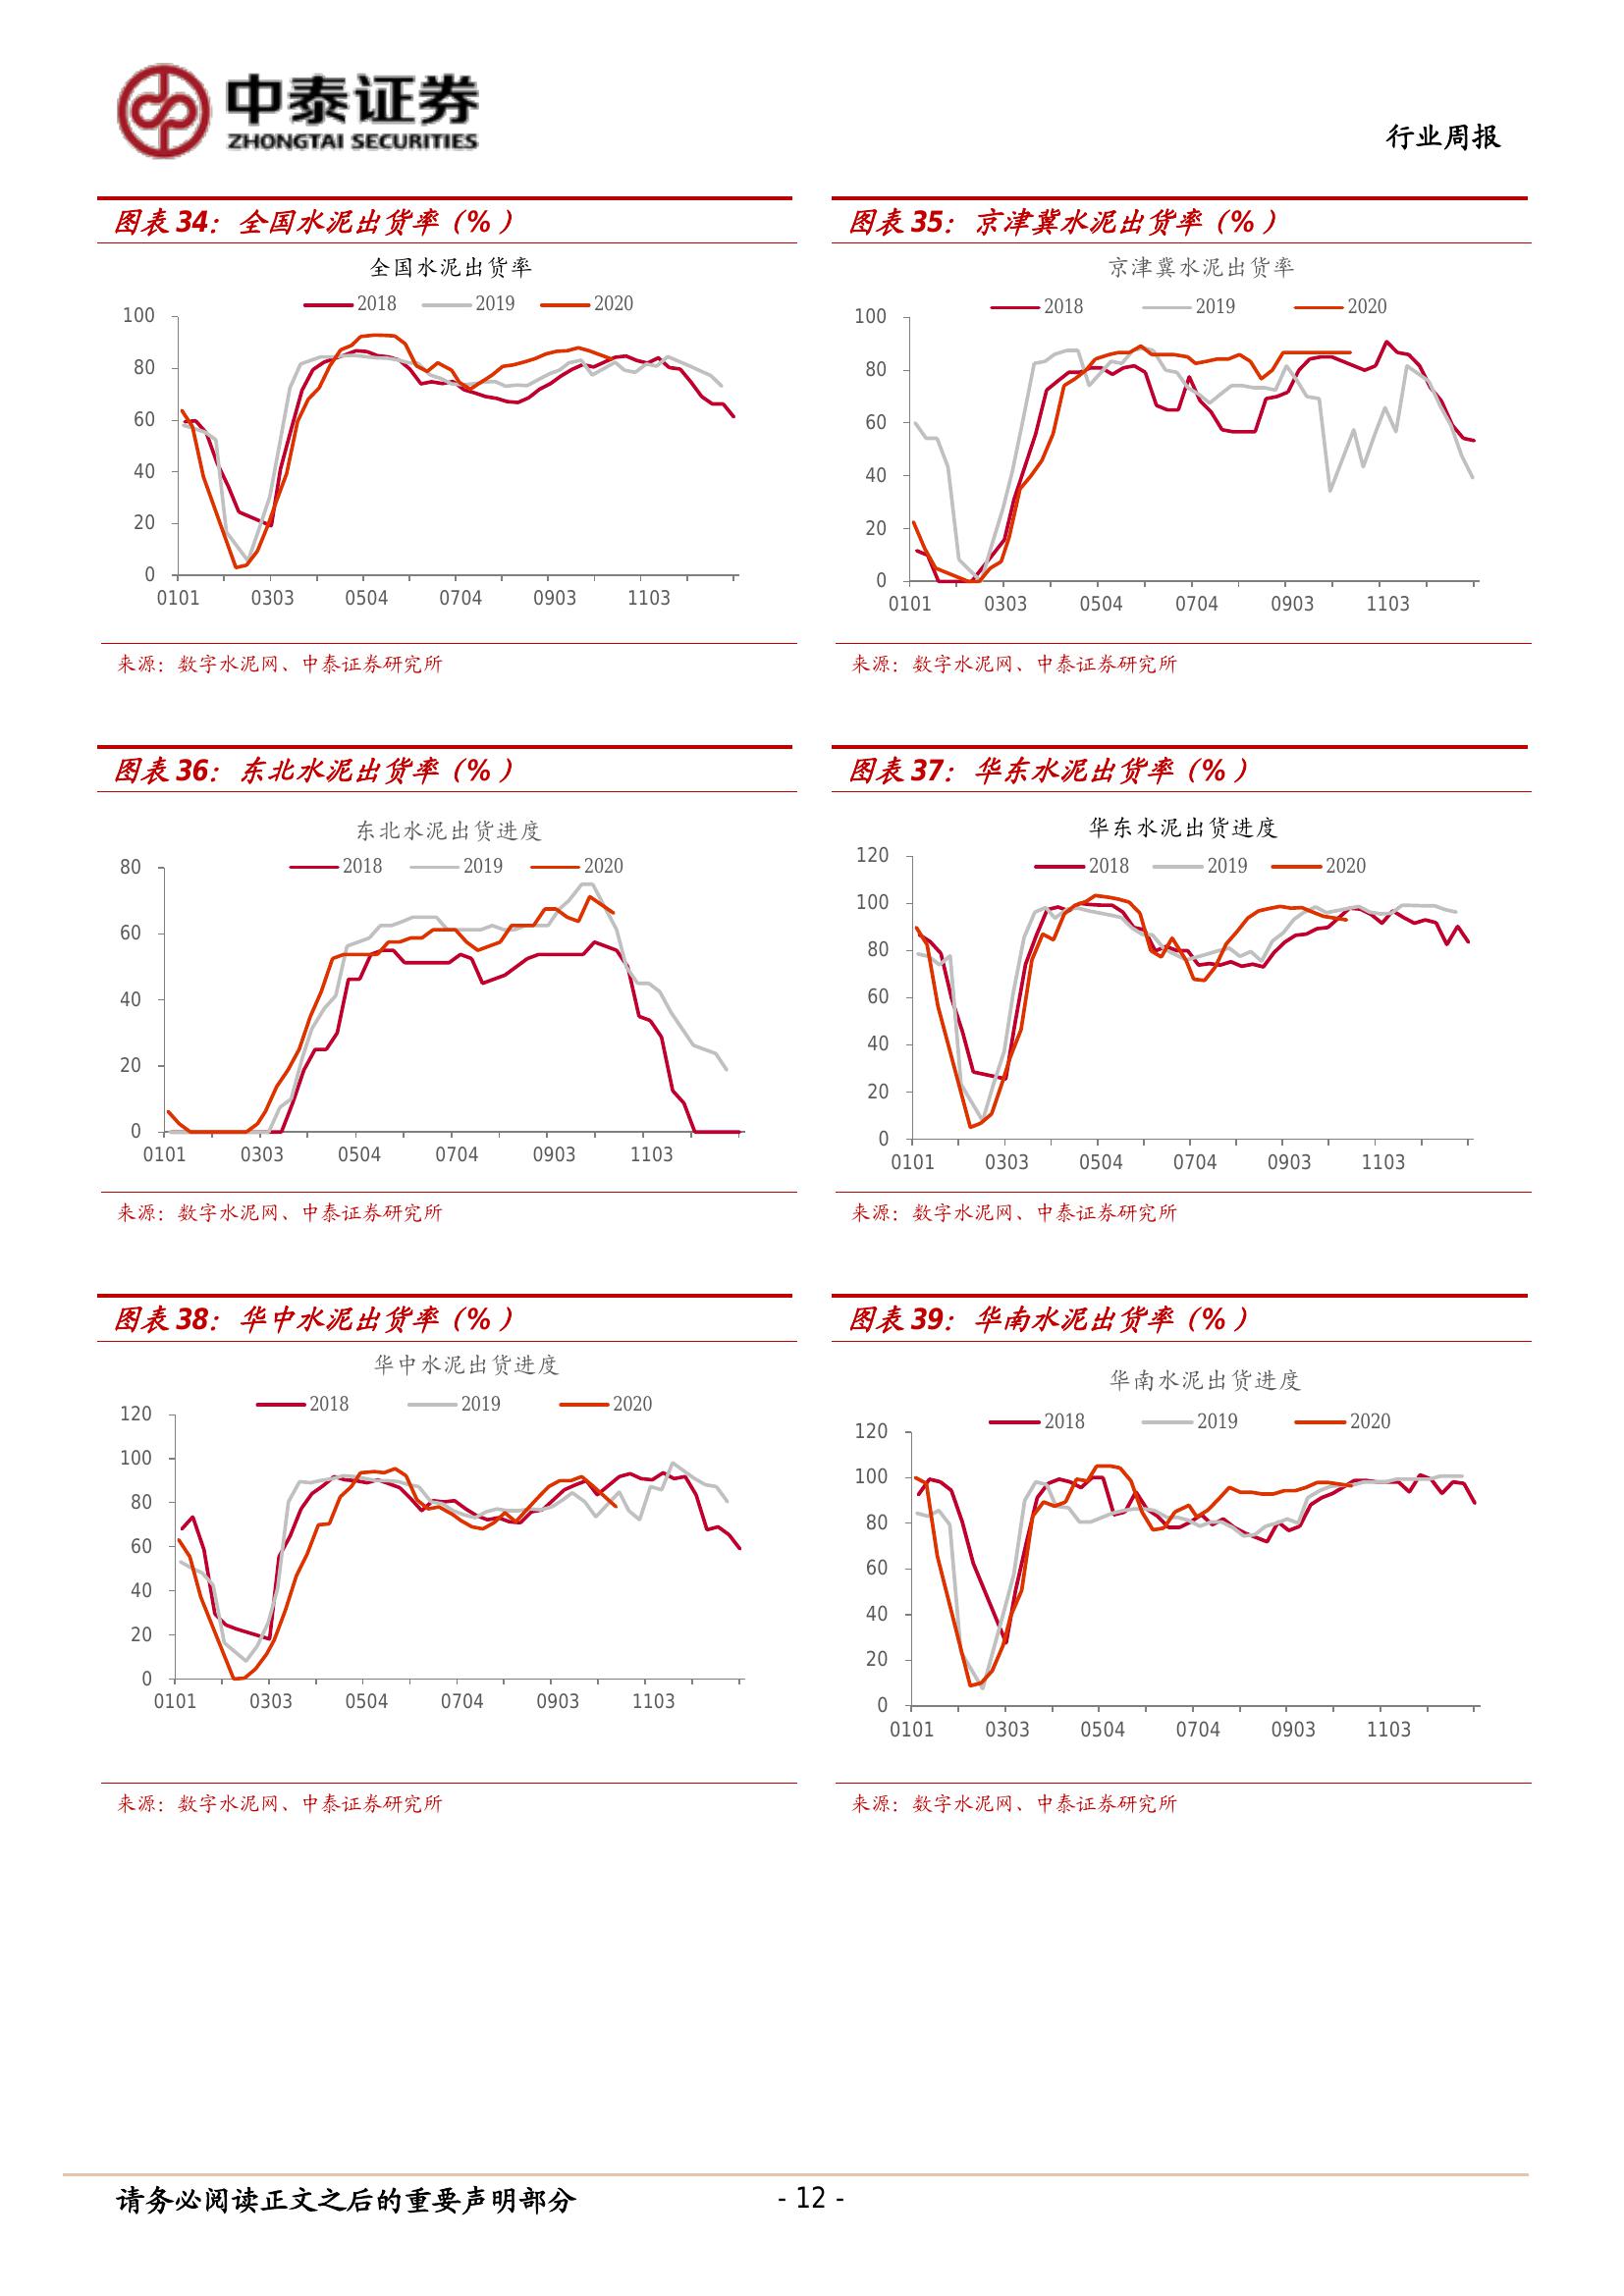 中泰证券
ZHONGTAI SECURITIES
行业周报
图表 34：全国水泥出货率（%）
全国水泥出货率
2018 2019 2020
100
80
60
40
20
0
0101 0303 0504 0704 0903 1103
来源：数字水泥网、中泰证券研究所
图表 35：京津冀水泥出货率（%）
京津冀水泥出货率
2018 2019 2020
100
80
60
40
20
0
0101 0303 0504 0704 0903 1103
来源：数字水泥网、中泰证券研究所
图表 36：东北水泥出货率（%）
东北水泥出货进度
2018 2019 2020
80
60
40
20
0
0101 0303 0504 0704 0903 1103
来源：数字水泥网、中泰证券研究所
图表 37：华东水泥出货率（%）
华东水泥出货进度
2018 2019 2020
120
100
80
60
40
20
0
0101 0303 0504 0704 0903 1103
来源：数字水泥网、中泰证券研究所
图表 38：华中水泥出货率（%）
华中水泥出货进度
2018 2019 2020
120
100
80
60
40
20
0
0101 0303 0504 0704 0903 1103
来源：数字水泥网、中泰证券研究所
图表 39：华南水泥出货率（%）
华南水泥出货进度
2018 2019 2020
120
100
80
60
40
20
0
0101 0303 0504 0704 0903 1103
来源：数字水泥网、中泰证券研究所
请务必阅读正文之后的重要声明部分
- 12 -